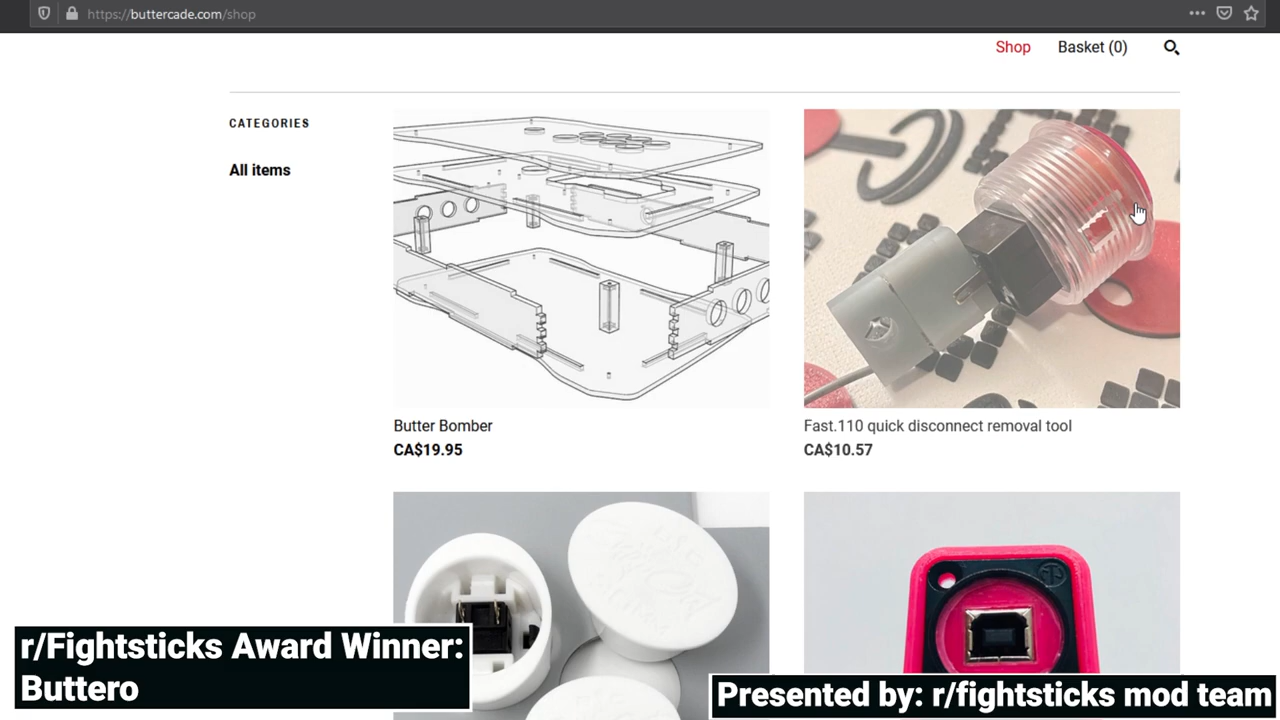 https://buttercade.com/shop
Shop Basket (0)
CATEGORIES
All items
Butter Bomber
CA$19.95
Fast.110 quick disconnect removal tool
CA$10.57
r/Fightsticks Award Winner:
Buttero
Presented by: r/fightsticks mod team